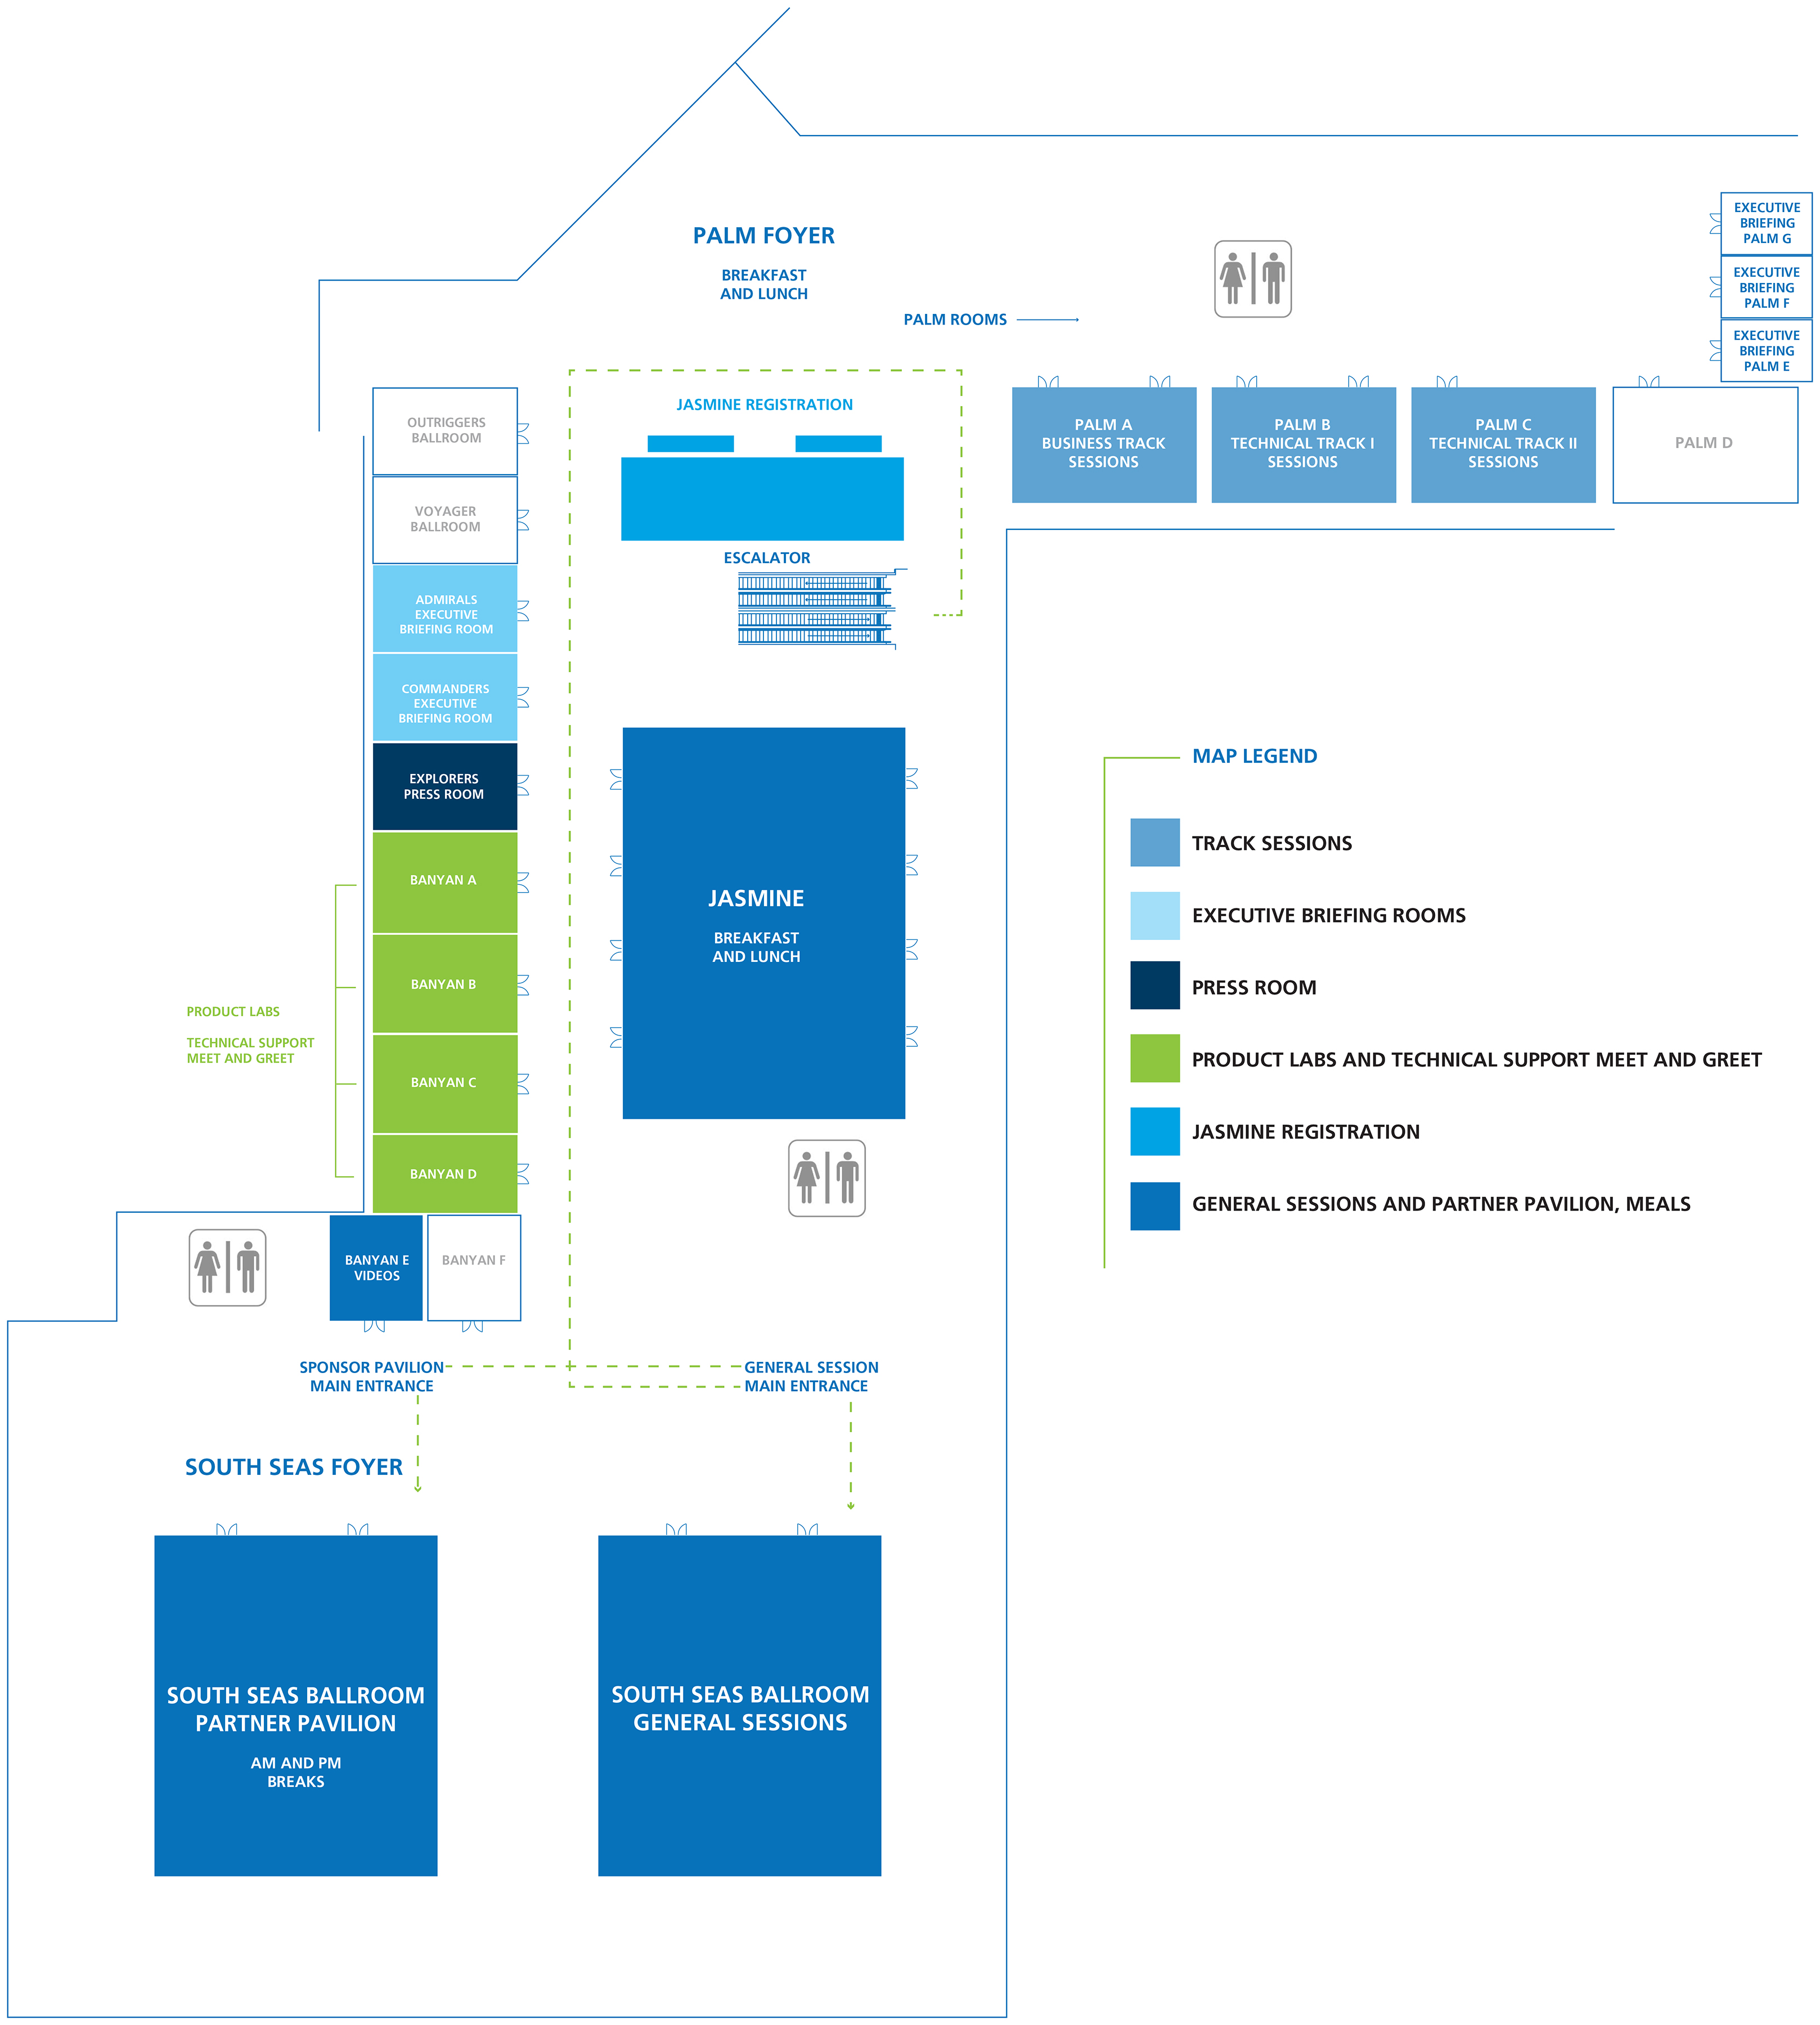 PALM FOYER
BREAKFAST
AND LUNCH
PALM ROOMS
EXECUTIVE
BRIEFING
PALM G
EXECUTIVE
BRIEFING
PALM F
EXECUTIVE
BRIEFING
PALM E
PALM A
BUSINESS TRACK
SESSIONS
PALM B
TECHNICAL TRACK I
SESSIONS
PALM C
TECHNICAL TRACK II
SESSIONS
PALM D
OUTRIGGERS
BALLROOM
VOYAGER
BALLROOM
ADMIRALS
EXECUTIVE
BRIEFING ROOM
COMMANDERS
EXECUTIVE
BRIEFING ROOM
EXPLORERS
PRESS ROOM
BANYAN A
BANYAN B
BANYAN C
BANYAN D
PRODUCT LABS
TECHNICAL SUPPORT
MEET AND GREET
BANYAN E
VIDEOS
BANYAN F
JASMINE REGISTRATION
ESCALATOR
JASMINE
BREAKFAST
AND LUNCH
MAP LEGEND
TRACK SESSIONS
EXECUTIVE BRIEFING ROOMS
PRESS ROOM
PRODUCT LABS AND TECHNICAL SUPPORT MEET AND GREET
JASMINE REGISTRATION
GENERAL SESSIONS AND PARTNER PAVILION, MEALS
SPONSOR PAVILION
MAIN ENTRANCE
GENERAL SESSION
MAIN ENTRANCE
SOUTH SEAS FOYER
SOUTH SEAS BALLROOM
PARTNER PAVILION
AM AND PM
BREAKS
SOUTH SEAS BALLROOM
GENERAL SESSIONS